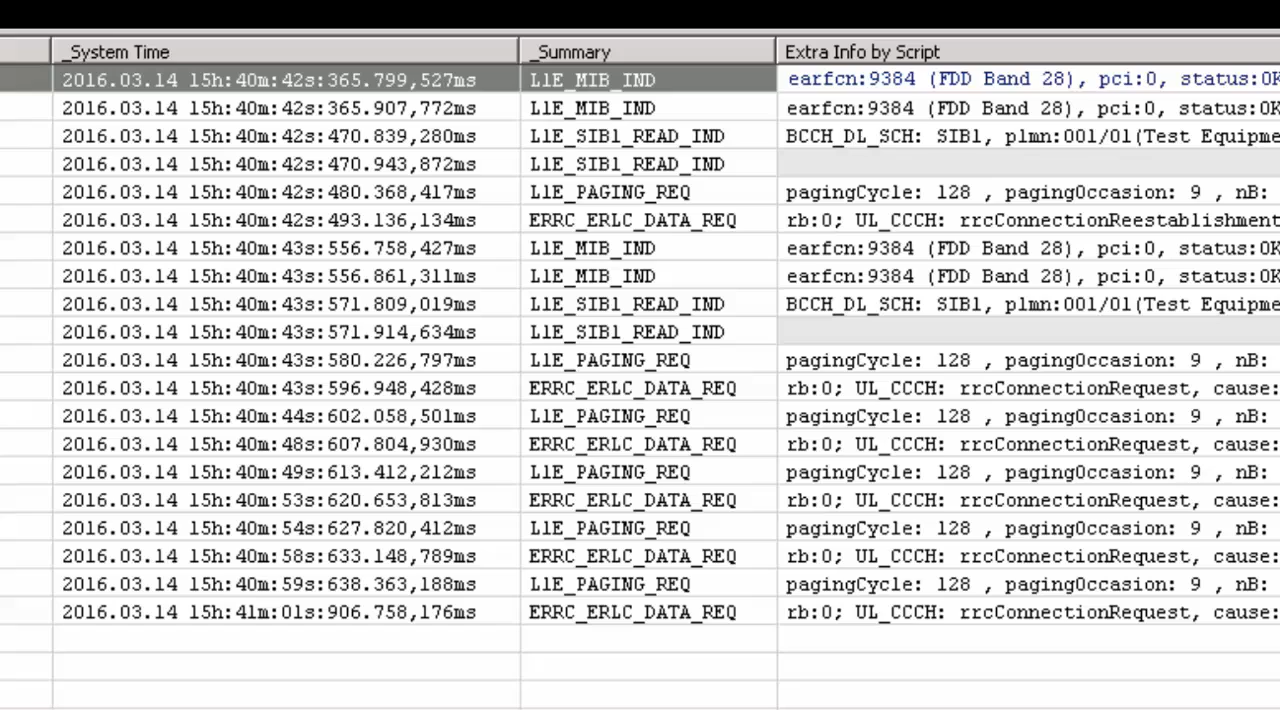 _System Time _Summary Extra Info by Script
2016.03.14 15h:40m:42s:365.799,527ms L1E_MIB_IND earfcn:9384 (FDD Band 28), pci:0, status:OK
2016.03.14 15h:40m:42s:365.907,772ms L1E_MIB_IND earfcn:9384 (FDD Band 28), pci:0, status:OK
2016.03.14 15h:40m:42s:470.839,280ms L1E_SIB1_READ_IND BCCH_DL_SCH: SIB1, plmn:001/01(Test Equipme
2016.03.14 15h:40m:42s:470.943,872ms L1E_SIB1_READ_IND
2016.03.14 15h:40m:42s:480.368,417ms L1E_PAGING_REQ pagingCycle: 128 , pagingOccasion: 9 , nB:
2016.03.14 15h:40m:42s:493.136,134ms ERRC_ERLC_DATA_REQ rb:0; UL_CCCH: rrcConnectionReestablishment
2016.03.14 15h:40m:43s:556.758,427ms L1E_MIB_IND earfcn:9384 (FDD Band 28), pci:0, status:OK
2016.03.14 15h:40m:43s:556.861,311ms L1E_MIB_IND earfcn:9384 (FDD Band 28), pci:0, status:OK
2016.03.14 15h:40m:43s:571.809,019ms L1E_SIB1_READ_IND BCCH_DL_SCH: SIB1, plmn:001/01(Test Equipme
2016.03.14 15h:40m:43s:571.914,634ms L1E_SIB1_READ_IND
2016.03.14 15h:40m:43s:580.226,797ms L1E_PAGING_REQ pagingCycle: 128 , pagingOccasion: 9 , nB:
2016.03.14 15h:40m:43s:596.948,428ms ERRC_ERLC_DATA_REQ rb:0; UL_CCCH: rrcConnectionRequest, cause:
2016.03.14 15h:40m:44s:602.058,501ms L1E_PAGING_REQ pagingCycle: 128 , pagingOccasion: 9 , nB:
2016.03.14 15h:40m:48s:607.804,930ms ERRC_ERLC_DATA_REQ rb:0; UL_CCCH: rrcConnectionRequest, cause:
2016.03.14 15h:40m:49s:613.412,212ms L1E_PAGING_REQ pagingCycle: 128 , pagingOccasion: 9 , nB:
2016.03.14 15h:40m:53s:620.653,813ms ERRC_ERLC_DATA_REQ rb:0; UL_CCCH: rrcConnectionRequest, cause:
2016.03.14 15h:40m:54s:627.820,412ms L1E_PAGING_REQ pagingCycle: 128 , pagingOccasion: 9 , nB:
2016.03.14 15h:40m:58s:633.148,789ms ERRC_ERLC_DATA_REQ rb:0; UL_CCCH: rrcConnectionRequest, cause:
2016.03.14 15h:40m:59s:638.363,188ms L1E_PAGING_REQ pagingCycle: 128 , pagingOccasion: 9 , nB:
2016.03.14 15h:41m:01s:906.758,176ms ERRC_ERLC_DATA_REQ rb:0; UL_CCCH: rrcConnectionRequest, cause: